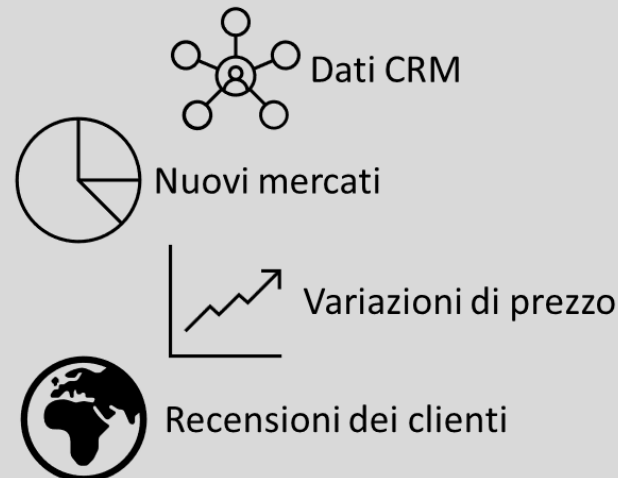 Dati CRM
Nuovi mercati
Variazioni di prezzo
Recensioni dei clienti